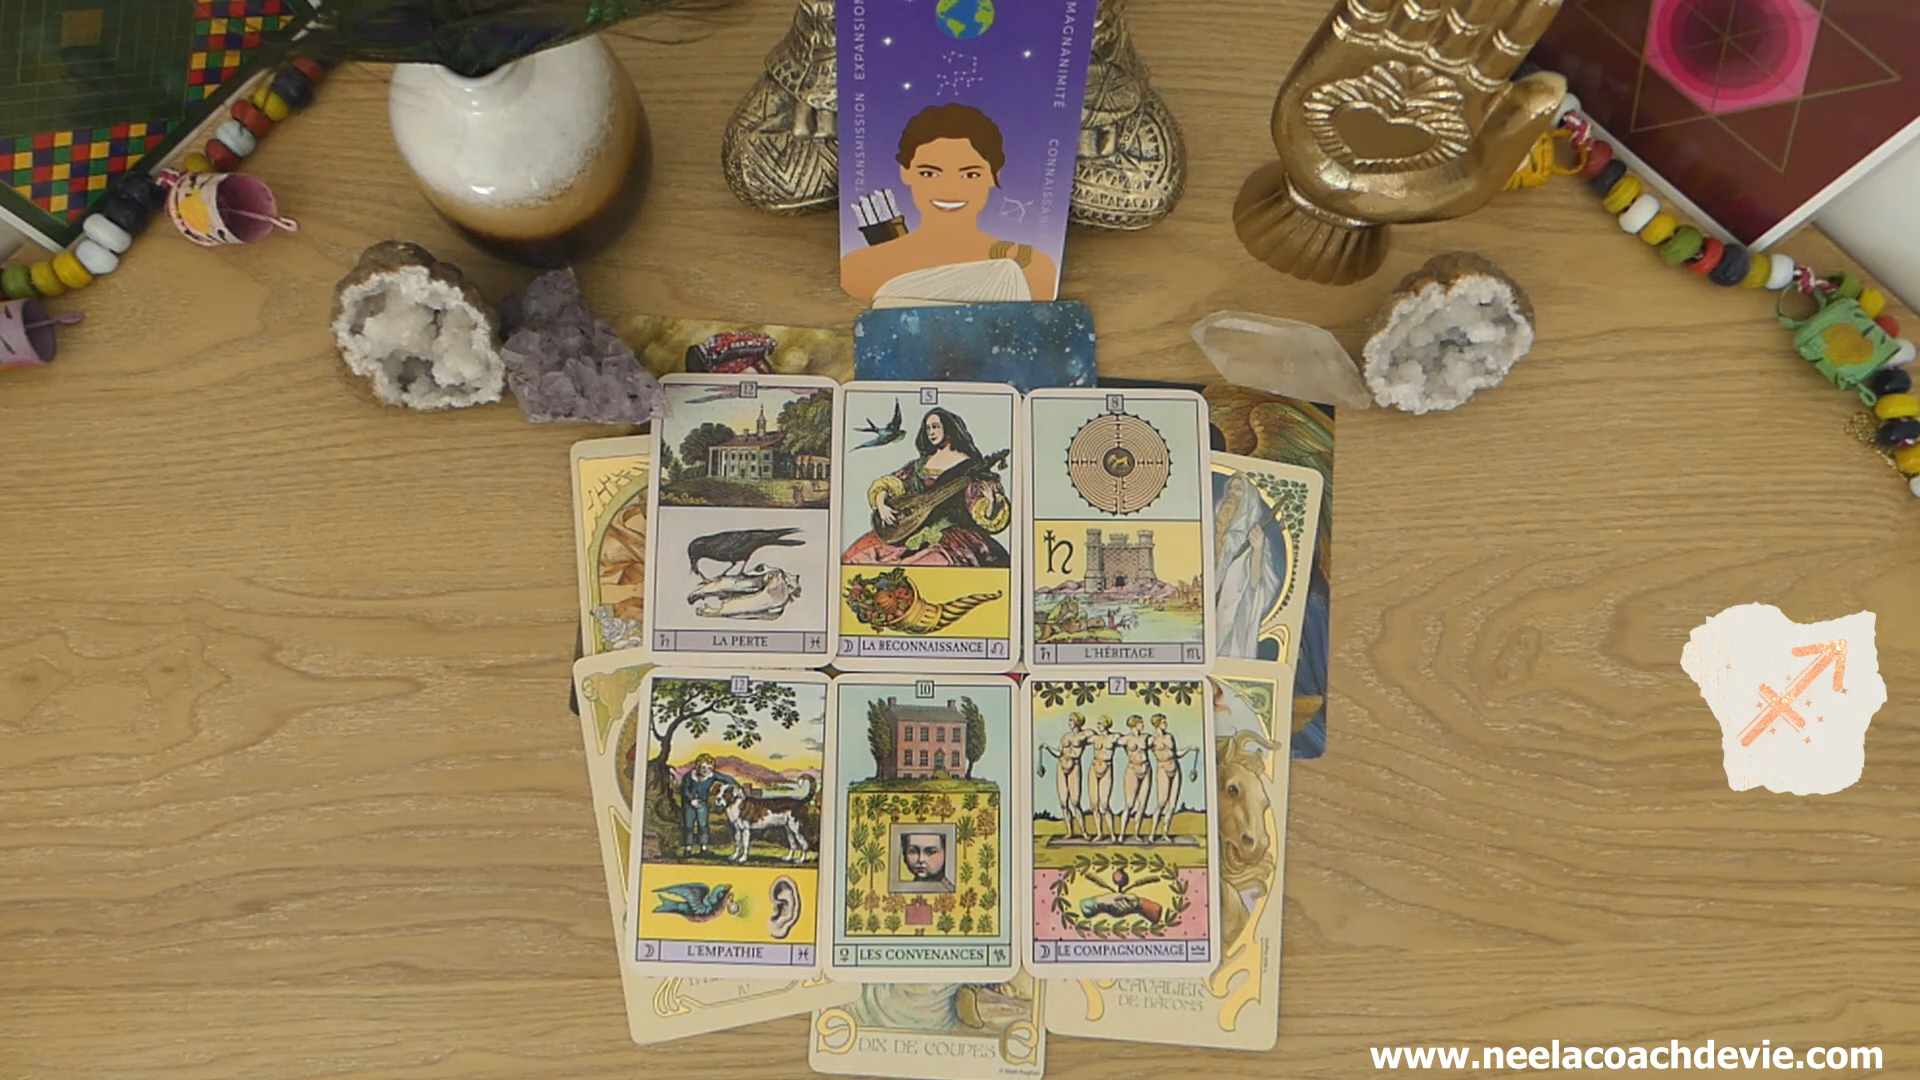 TRANSMISSION EXPANSION
MAGNANIMITÉ
12
5
8
LA PERTE
LA RECONNAISSANCE
L'HÉRITAGE
12
10
7
L'EMPATHIE
LES CONVENANCES
LE COMPAGNONNAGE
IV
CAVALIER
DE BÂTONS
DIX DE COUPES
www.neelacoachdevie.com